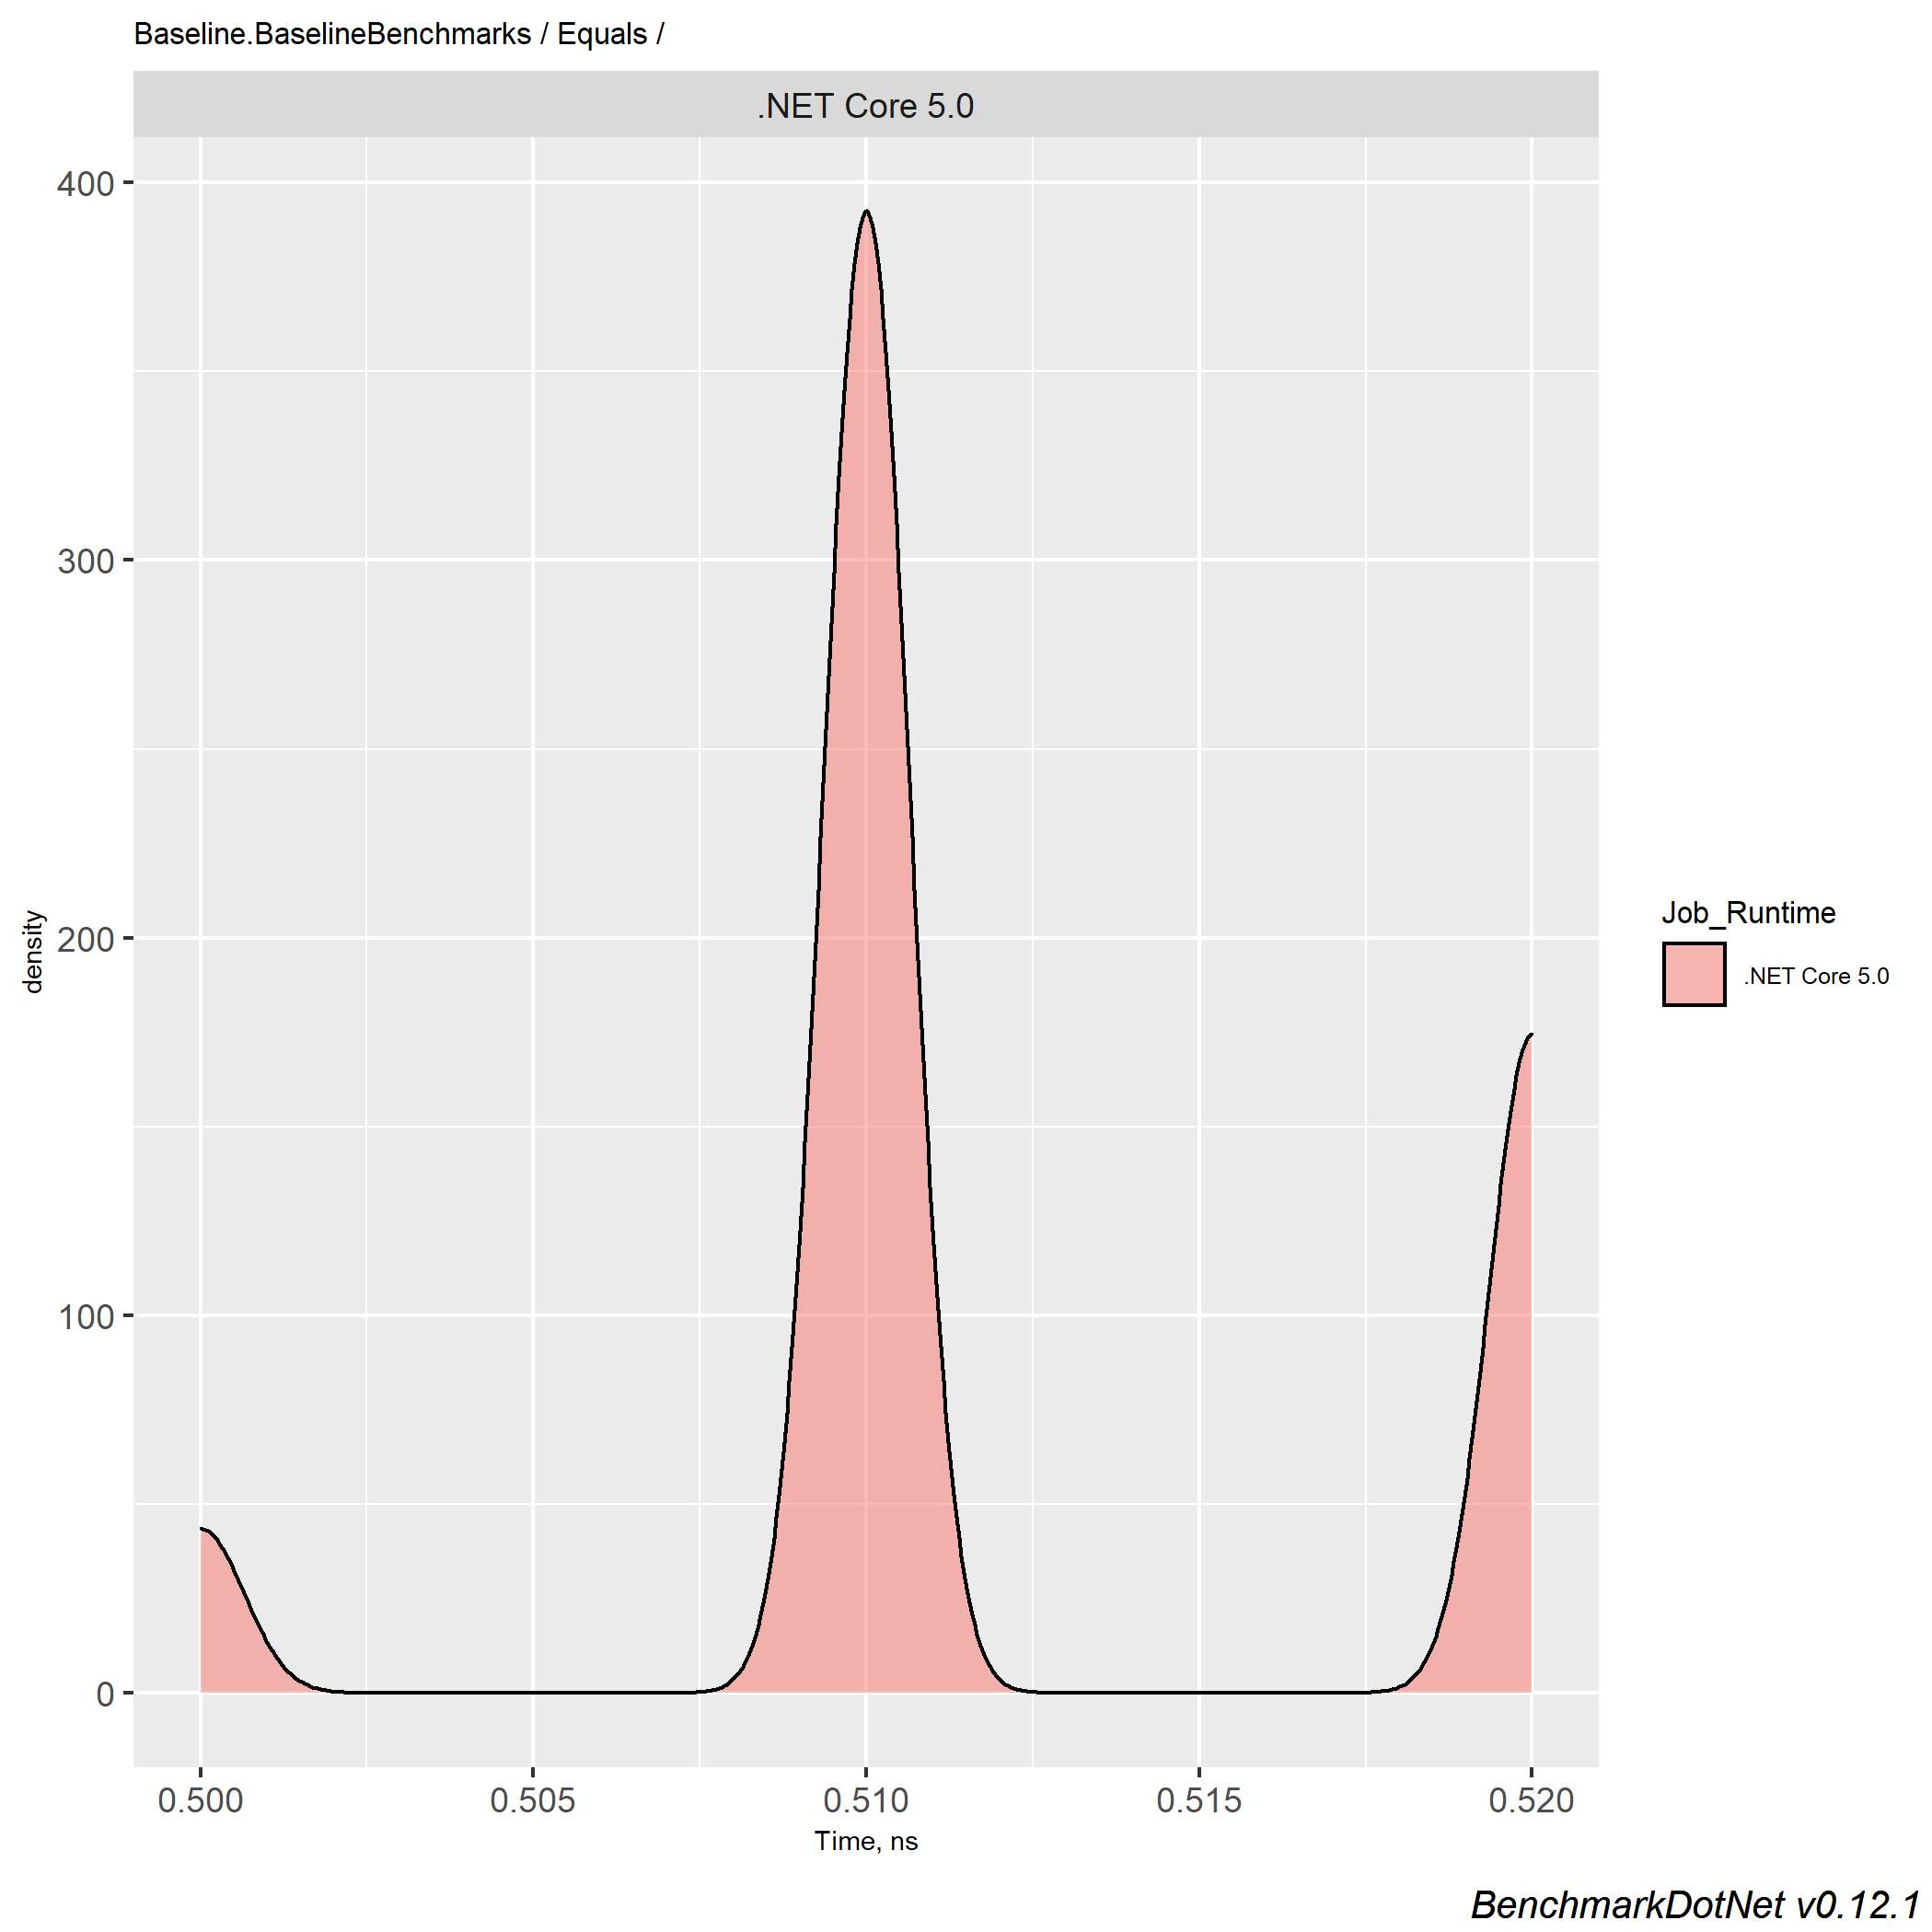 Baseline.BaselineBenchmarks / Equals /
.NET Core 5.0
400
300
200
100
0
density
0.500 0.505 0.510 0.515 0.520
Time, ns
Job_Runtime
.NET Core 5.0
BenchmarkDotNet v0.12.1